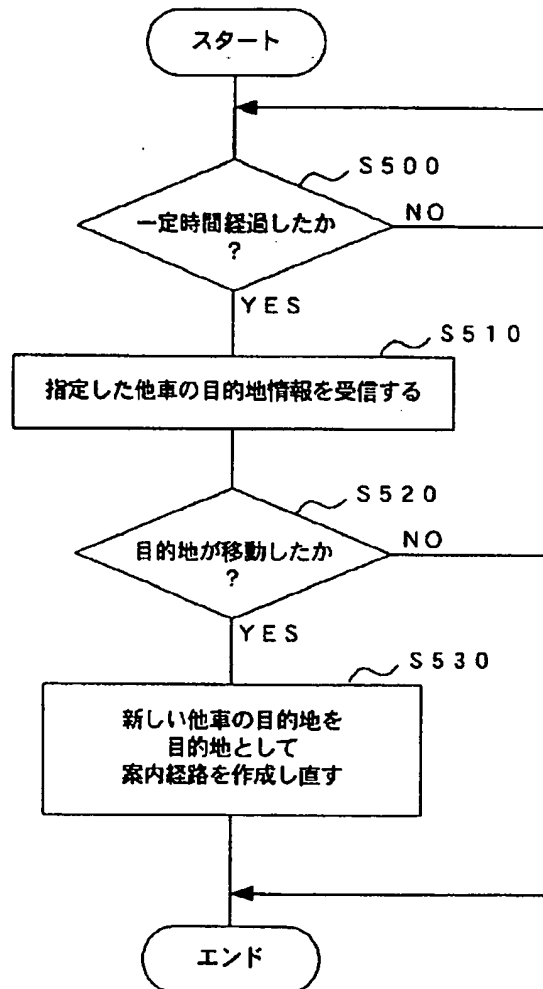 スタート
S500
一定時間経過したか
?
NO
YES
S510
指定した他車の目的地情報を受信する
S520
目的地が移動したか
?
NO
YES
S530
新しい他車の目的地を
目的地として
案内経路を作成し直す
エンド